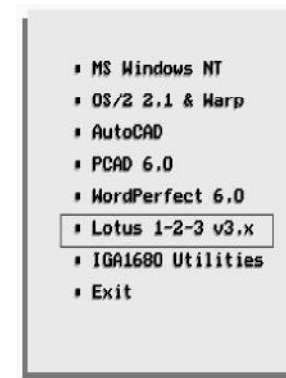 MS Windows NT
OS/2 2.1 & Warp
AutoCAD
PCAD 6.0
WordPerfect 6.0
Lotus 1-2-3 v3.x
IGA1680 Utilities
Exit